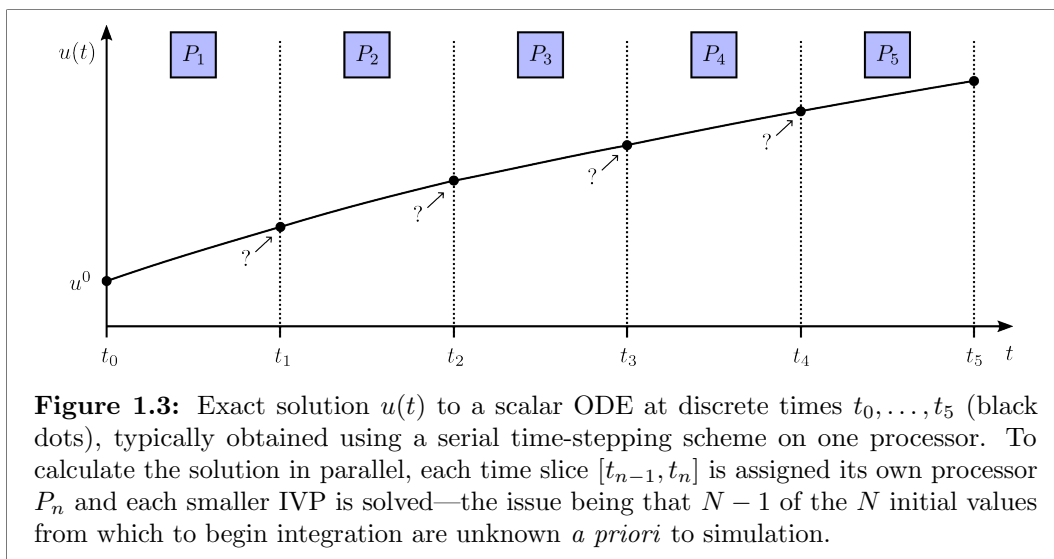 u(t)
P₁ P₂ P₃ P₄ P₅
?
?
?
?
u⁰
t₀ t₁ t₂ t₃ t₄ t₅ t
Figure 1.3: Exact solution u(t) to a scalar ODE at discrete times t₀, . . . , t₅ (black
dots), typically obtained using a serial time-stepping scheme on one processor. To
calculate the solution in parallel, each time slice [tₙ₋₁, tₙ] is assigned its own processor
Pₙ and each smaller IVP is solved—the issue being that N − 1 of the N initial values
from which to begin integration are unknown a priori to simulation.